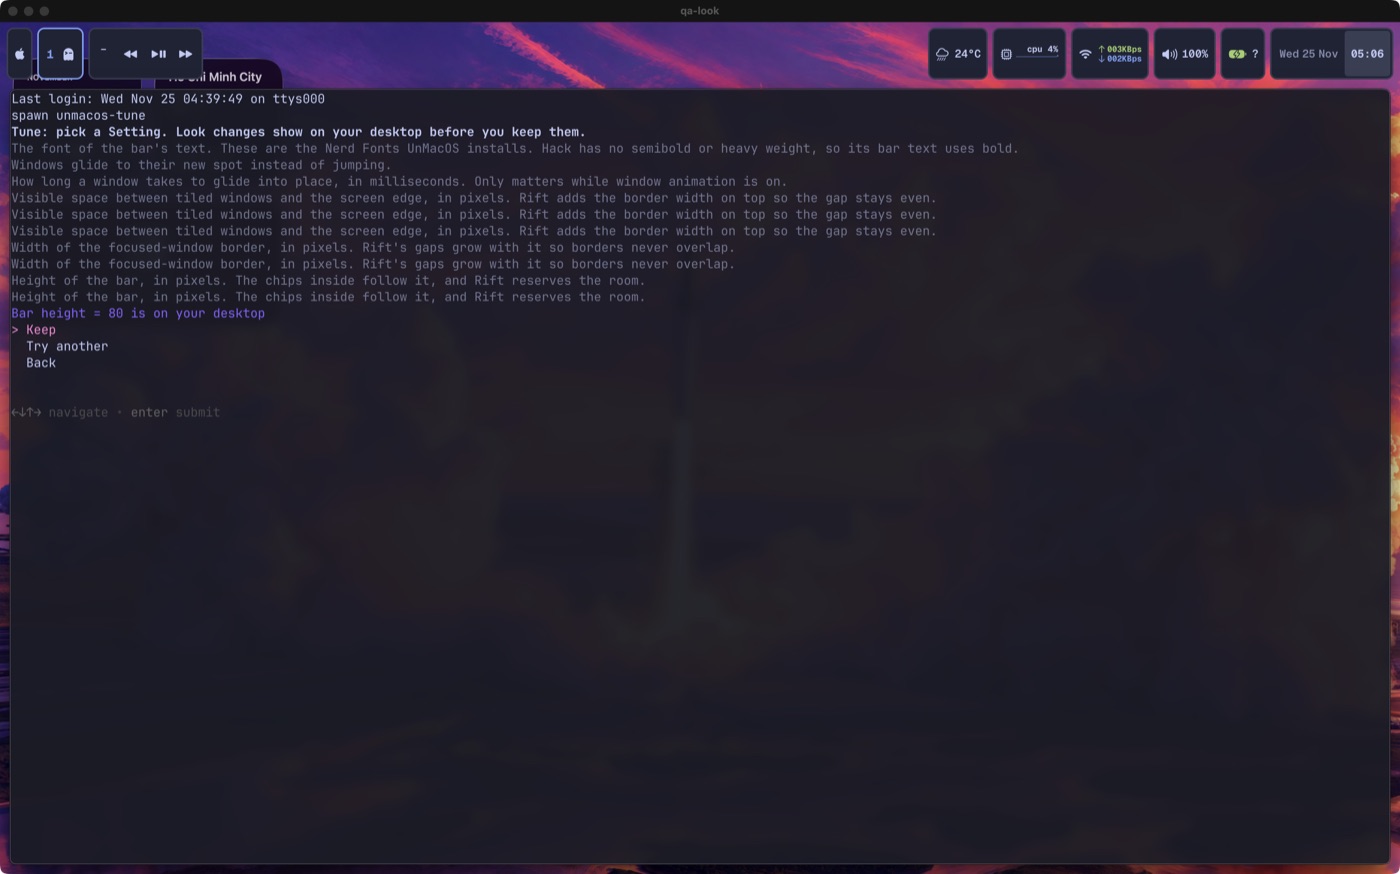 qa-look
1
-
24°C
cpu 4%
↑ 003KBps
↓ 002KBps
100%
?
Wed 25 Nov
05:06
Chi Minh City
Last login: Wed Nov 25 04:39:49 on ttys000
spawn unmacos-tune
Tune: pick a Setting. Look changes show on your desktop before you keep them.
The font of the bar's text. These are the Nerd Fonts UnMacOS installs. Hack has no semibold or heavy weight, so its bar text uses bold.
Windows glide to their new spot instead of jumping.
How long a window takes to glide into place, in milliseconds. Only matters while window animation is on.
Visible space between tiled windows and the screen edge, in pixels. Rift adds the border width on top so the gap stays even.
Visible space between tiled windows and the screen edge, in pixels. Rift adds the border width on top so the gap stays even.
Visible space between tiled windows and the screen edge, in pixels. Rift adds the border width on top so the gap stays even.
Width of the focused-window border, in pixels. Rift's gaps grow with it so borders never overlap.
Width of the focused-window border, in pixels. Rift's gaps grow with it so borders never overlap.
Height of the bar, in pixels. The chips inside follow it, and Rift reserves the room.
Height of the bar, in pixels. The chips inside follow it, and Rift reserves the room.
Bar height = 80 is on your desktop
> Keep
Try another
Back
←↓↑→ navigate • enter submit